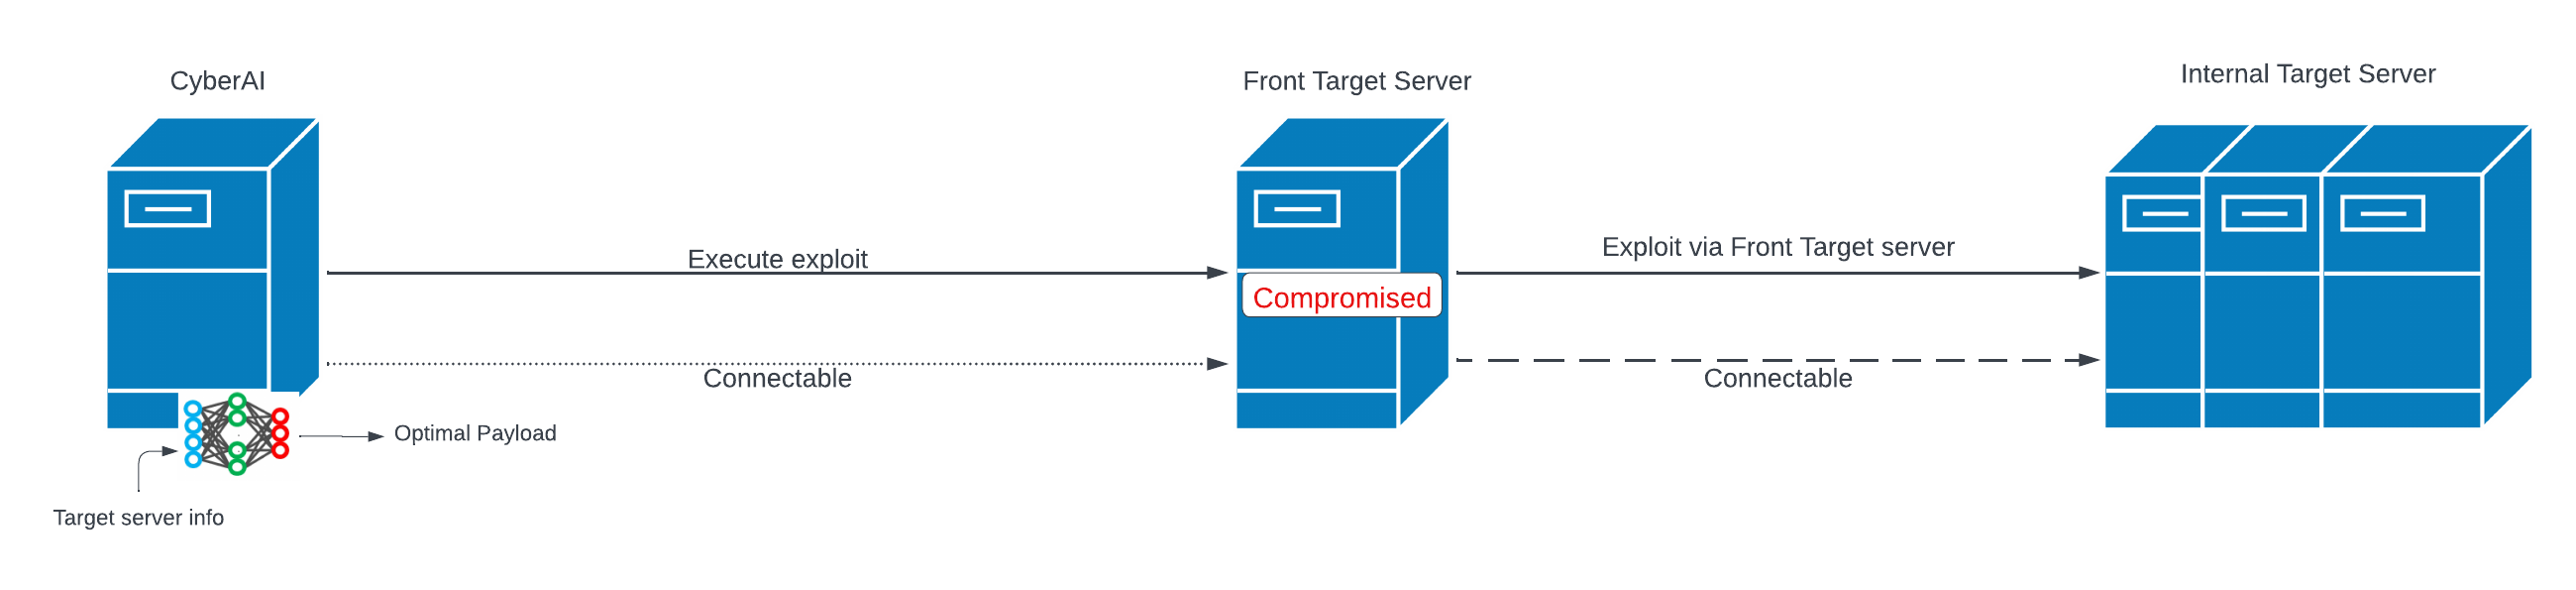 CyberAI
Front Target Server
Internal Target Server
Execute exploit
Exploit via Front Target server
Compromised
Connectable
Connectable
Optimal Payload
Target server info